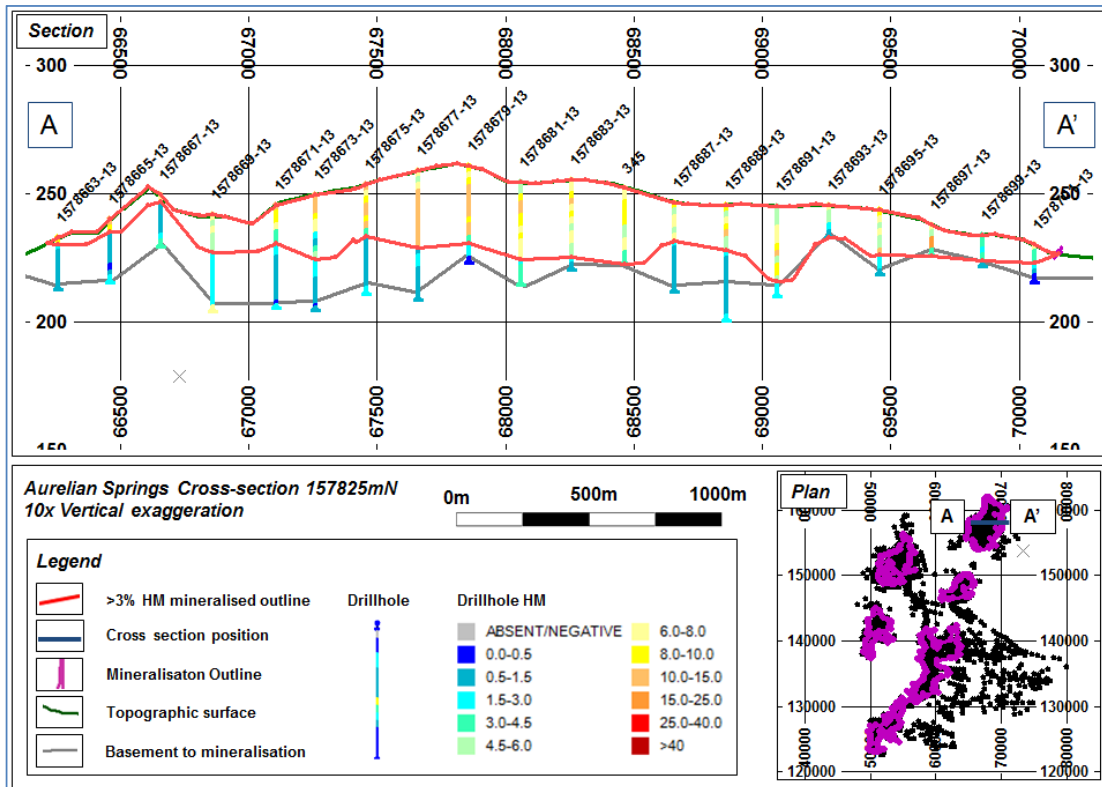 Section
66500 67000 67500 68000 68500 69000 69500 70000
300 300
A A'
1578663-13 1578665-13 1578667-13 1578669-13 1578671-13 1578673-13 1578675-13 1578677-13 1578679-13 1578681-13 1578683-13 345 1578687-13 1578689-13 1578691-13 1578693-13 1578695-13 1578697-13 1578699-13
250 250
200 200
66500 67000 67500 68000 68500 69000 69500 70000
150 150
Aurelian Springs Cross-section 157825mN
10x Vertical exaggeration
0m 500m 1000m
Legend
>3% HM mineralised outline
Cross section position
Mineralisaton Outline
Topographic surface
Basement to mineralisation
Drillhole
Drillhole HM
ABSENT/NEGATIVE
0.0-0.5
0.5-1.5
1.5-3.0
3.0-4.5
4.5-6.0
6.0-8.0
8.0-10.0
10.0-15.0
15.0-25.0
25.0-40.0
>40
Plan
A A'
50000 80000
150000 150000
140000 140000
130000 130000
120000 120000